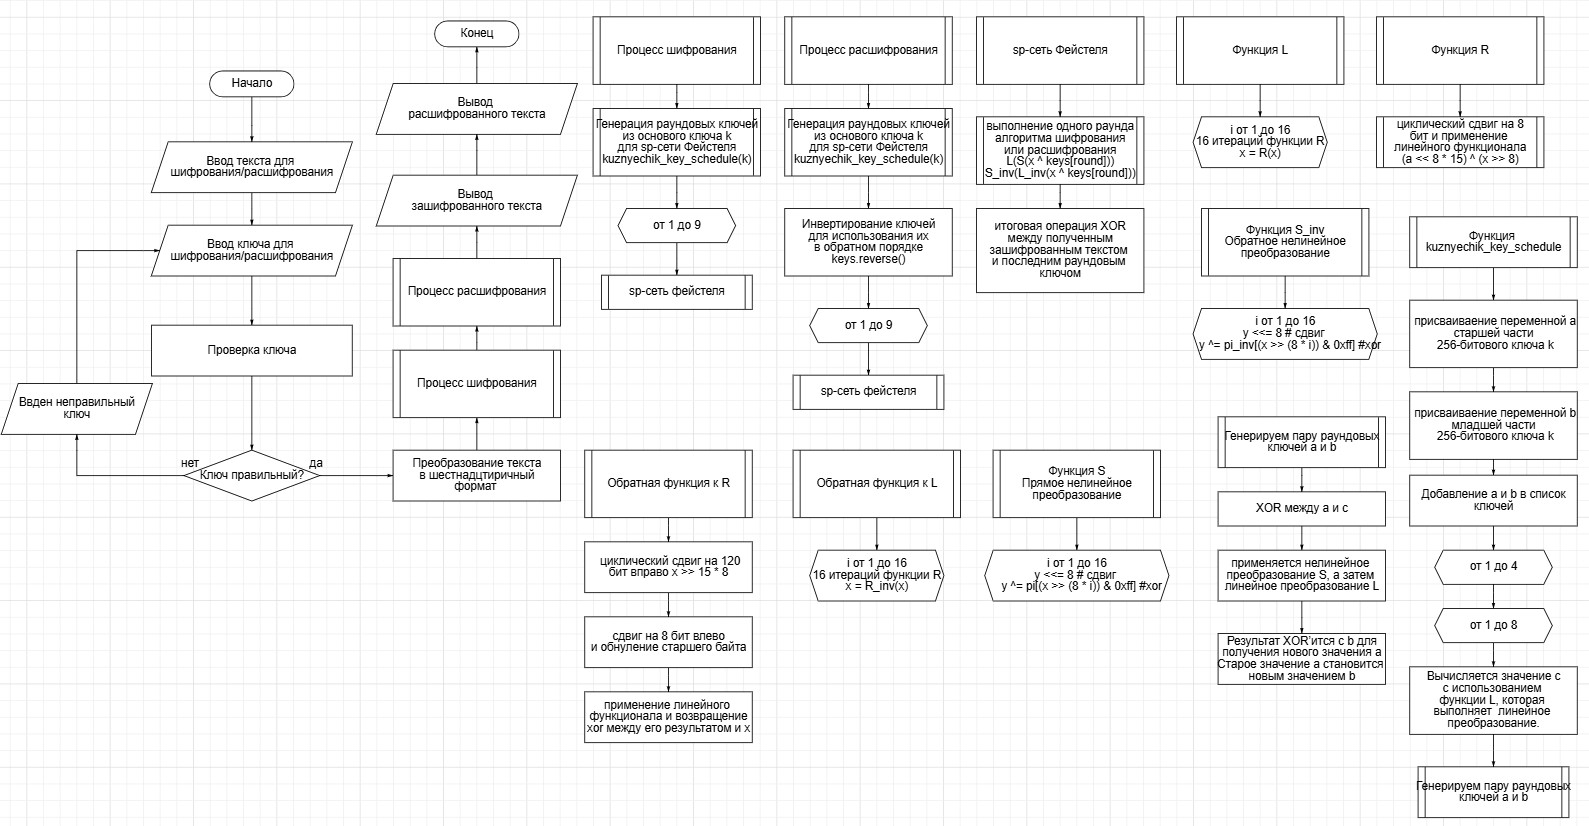 Начало
Ввод текста для
шифрования/расшифрования
Ввод ключа для
шифрования/расшифрования
Проверка ключа
Ввден неправильный
ключ
нет
Ключ правильный?
да
Преобразование текста
в шестнадцтиричный
формат
Процесс шифрования
Процесс расшифрования
Вывод
зашифрованного текста
Вывод
расшифрованного текста
Конец
Процесс шифрования
Генерация раундовых ключей
из основого ключа k
для sp-сети Фейстеля
kuznyechik_key_schedule(k)
от 1 до 9
sp-сеть фейстеля
Процесс расшифрования
Генерация раундовых ключей
из основого ключа k
для sp-сети Фейстеля
kuznyechik_key_schedule(k)
Инвертирование ключей
для использования их
в обратном порядке
keys.reverse()
от 1 до 9
sp-сеть фейстеля
sp-сеть Фейстеля
выполнение одного раунда
алгоритма шифрования
или расшифрования
L(S(x ^ keys[round]))
S_inv(L_inv(x ^ keys[round]))
итоговая операция XOR
между полученным
зашифрованным текстом
и последним раундовым
ключом
Функция L
i от 1 до 16
16 итераций функции R
x = R(x)
Функция R
циклический сдвиг на 8
бит и применение
линейного функционала
(a << 8 * 15) ^ (x >> 8)
Функция S_inv
Обратное нелинейное
преобразование
i от 1 до 16
y <<= 8 # сдвиг
y ^= pi_inv[(x >> (8 * i)) & 0xff] #xor
Функция
kuznyechik_key_schedule
присваивание переменной a
старшей части
256-битового ключа k
присваивание переменной b
младшей части
256-битового ключа k
Добавление a и b в список
ключей
от 1 до 4
от 1 до 8
Вычисляется значение c
с использованием
функции L, которая
выполняет линейное
преобразование.
Генерируем пару раундовых
ключей a и b
Обратная функция к R
циклический сдвиг на 120
бит вправо x >> 15 * 8
сдвиг на 8 бит влево
и обнуление старшего байта
применение линейного
функционала и возвращение
xor между его результатом и x
Обратная функция к L
i от 1 до 16
16 итераций функции R
x = R_inv(x)
Функция S
Прямое нелинейное
преобразование
i от 1 до 16
y <<= 8 # сдвиг
y ^= pi[(x >> (8 * i)) & 0xff] #xor
Генерируем пару раундовых
ключей a и b
XOR между a и c
применяется нелинейное
преобразование S, а затем
линейное преобразование L
Результат XOR'ится с b для
получения нового значения a
Старое значение a становится
новым значением b